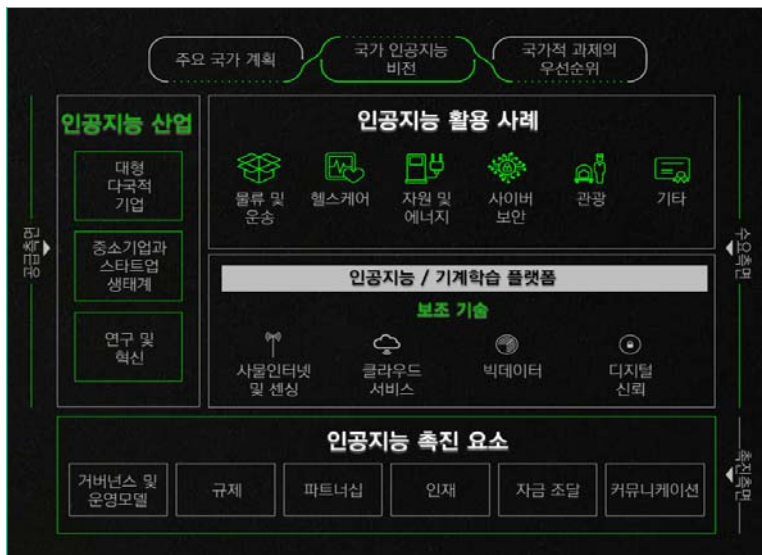 주요 국가 계획
국가 인공지능
비전
국가적 과제의
우선순위
인공지능 산업
대형
다국적
기업
중소기업과
스타트업
생태계
연구 및
혁신
공급측면
인공지능 활용 사례
물류 및
운송
헬스케어
자원 및
에너지
사이버
보안
관광
기타
인공지능 / 기계학습 플랫폼
보조 기술
사물인터넷
및 센싱
클라우드
서비스
빅데이터
디지털
신뢰
수요측면
인공지능 촉진 요소
거버넌스 및
운영모델
규제
파트너십
인재
자금 조달
커뮤니케이션
촉진측면